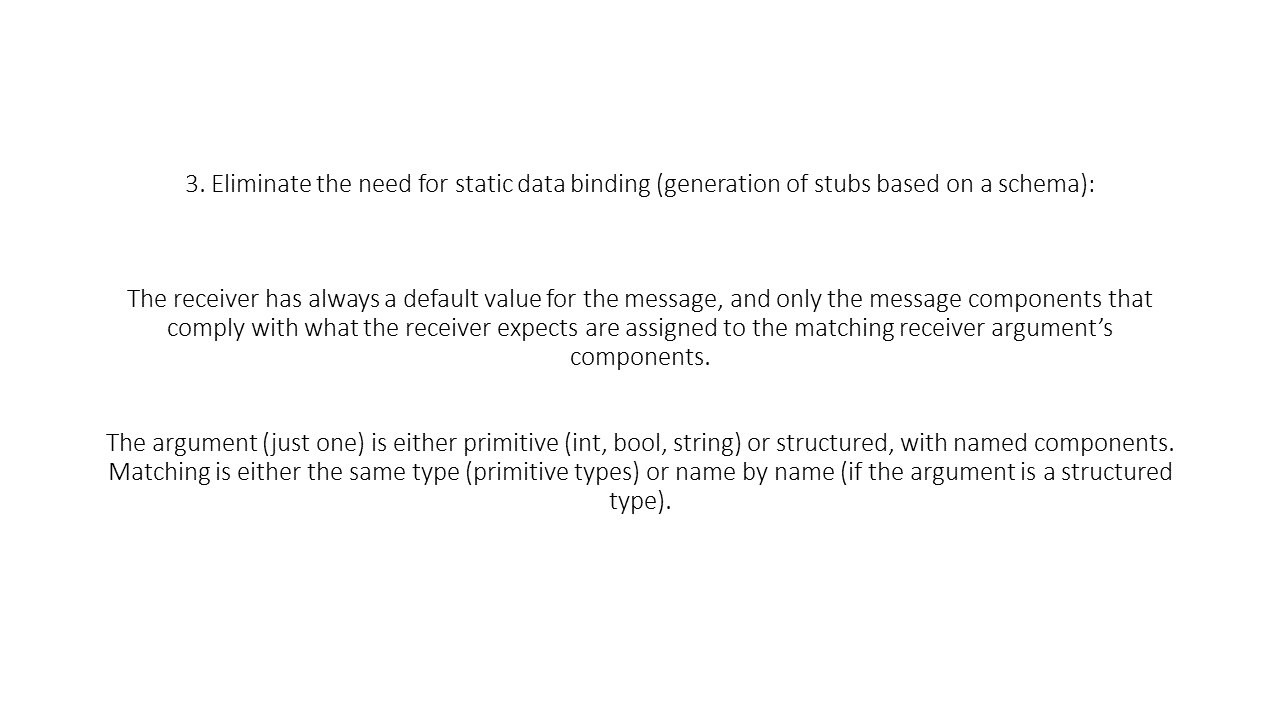 3. Eliminate the need for static data binding (generation of stubs based on a schema):
The receiver has always a default value for the message, and only the message components that
comply with what the receiver expects are assigned to the matching receiver argument’s
components.
The argument (just one) is either primitive (int, bool, string) or structured, with named components.
Matching is either the same type (primitive types) or name by name (if the argument is a structured
type).